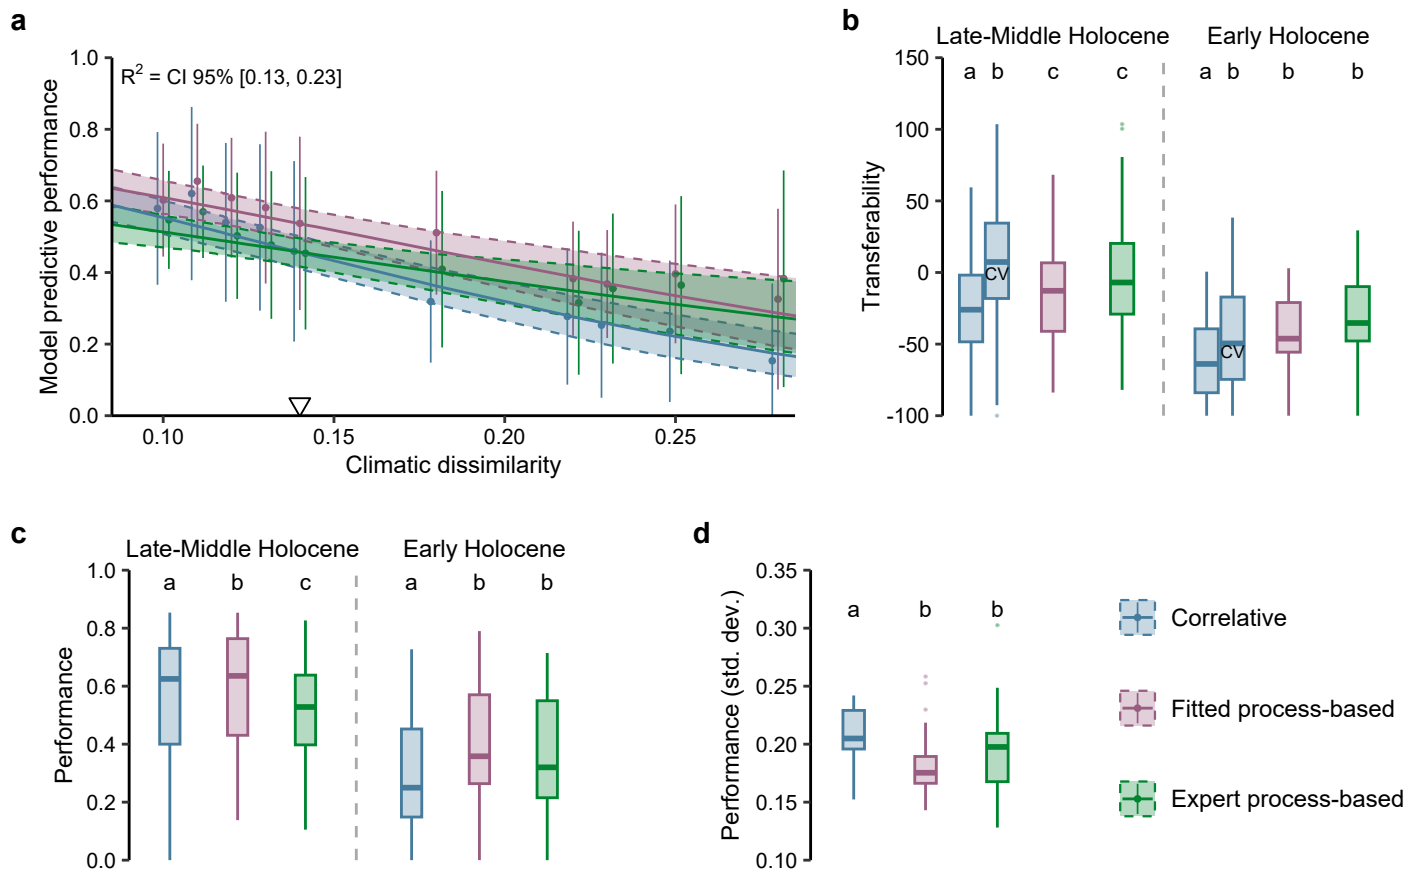 a
R2 = CI 95% [0.13, 0.23]
Model predictive performance
1.0
0.8
0.6
0.4
0.2
0.0
0.10 0.15 0.20 0.25
Climatic dissimilarity
b
Late-Middle Holocene Early Holocene
a b c c a b b b
Transferability
150
100
50
0
-50
-100
CV
CV
c
Late-Middle Holocene Early Holocene
a b c a b b
Performance
1.0
0.8
0.6
0.4
0.2
0.0
d
a b b
Performance (std. dev.)
0.35
0.30
0.25
0.20
0.15
0.10
Correlative
Fitted process-based
Expert process-based